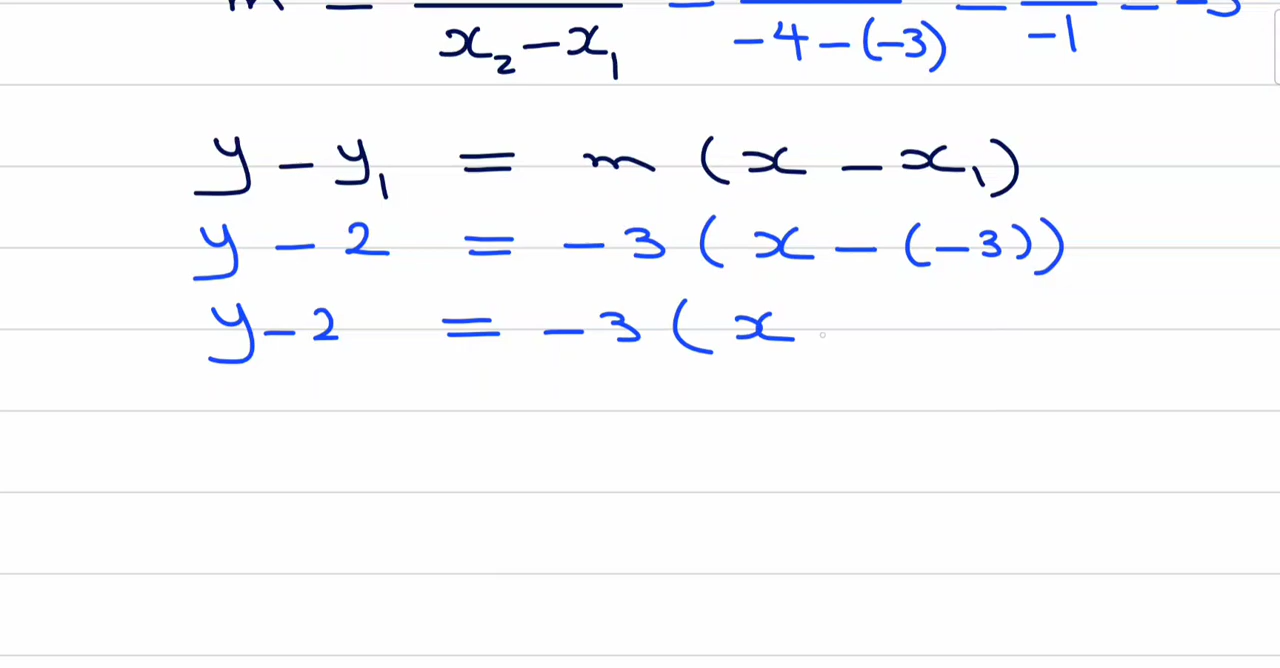 x₂ - x₁ -4-(-3) -1
y - y₁ = m (x - x₁)
y - 2 = -3 (x - (-3))
y-2 = -3 (x